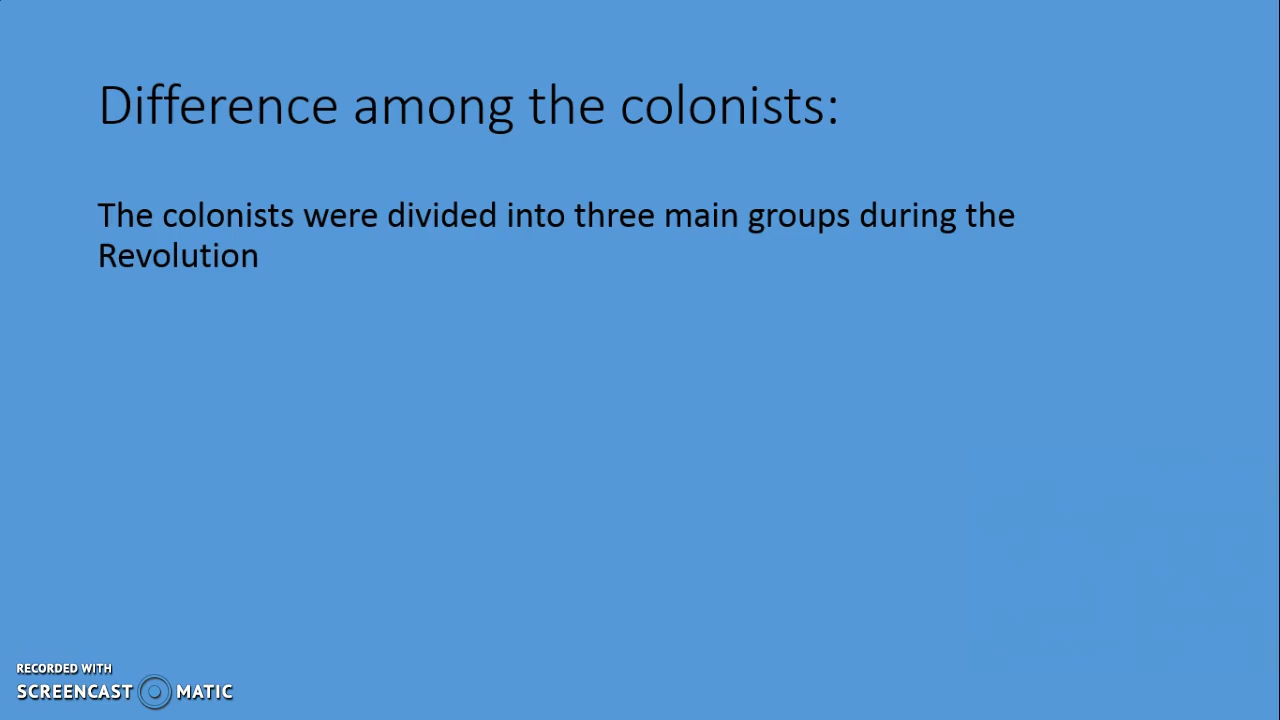 Difference among the colonists:
The colonists were divided into three main groups during the
Revolution
RECORDED WITH
SCREENCAST MATIC